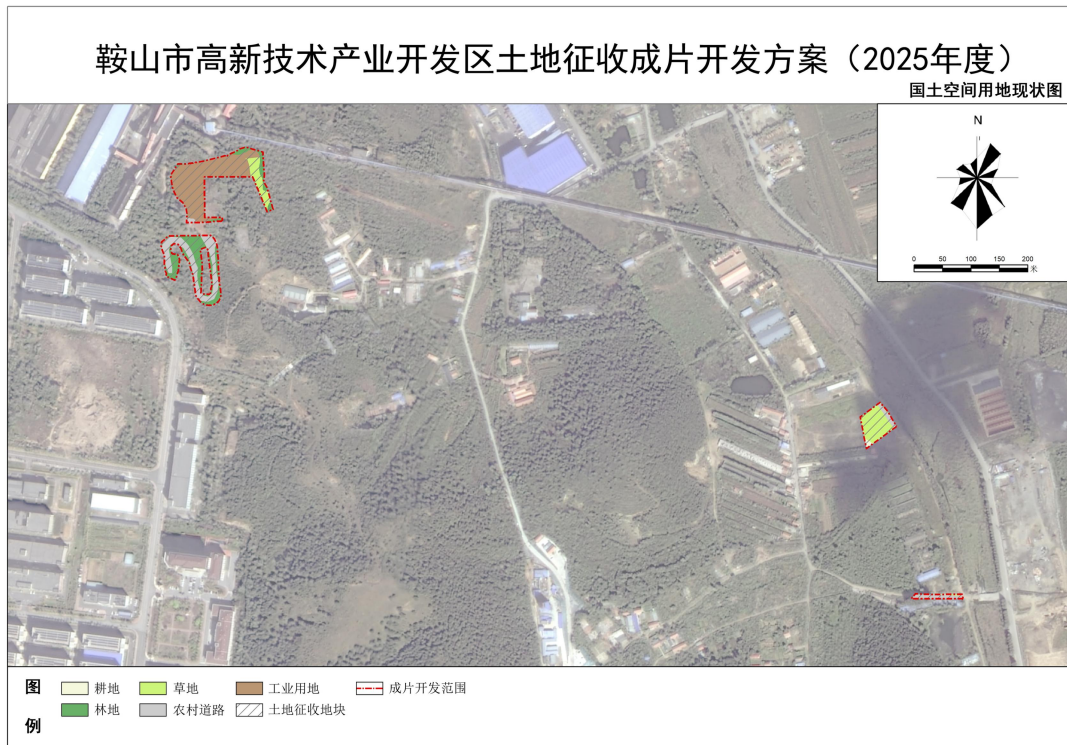 鞍山市高新技术产业开发区土地征收成片开发方案（2025年度）
国土空间用地现状图
N
0 50 100 150 200
米
图例
耕地 草地 工业用地 成片开发范围
林地 农村道路 土地征收地块